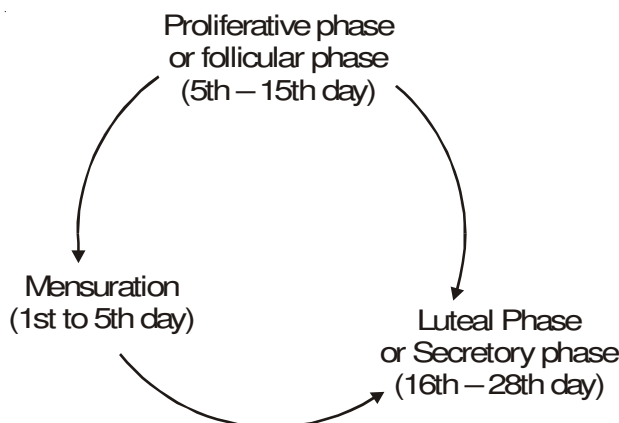 Proliferative phase
or follicular phase
(5th – 15th day)
Mensuration
(1st to 5th day)
Luteal Phase
or Secretory phase
(16th – 28th day)